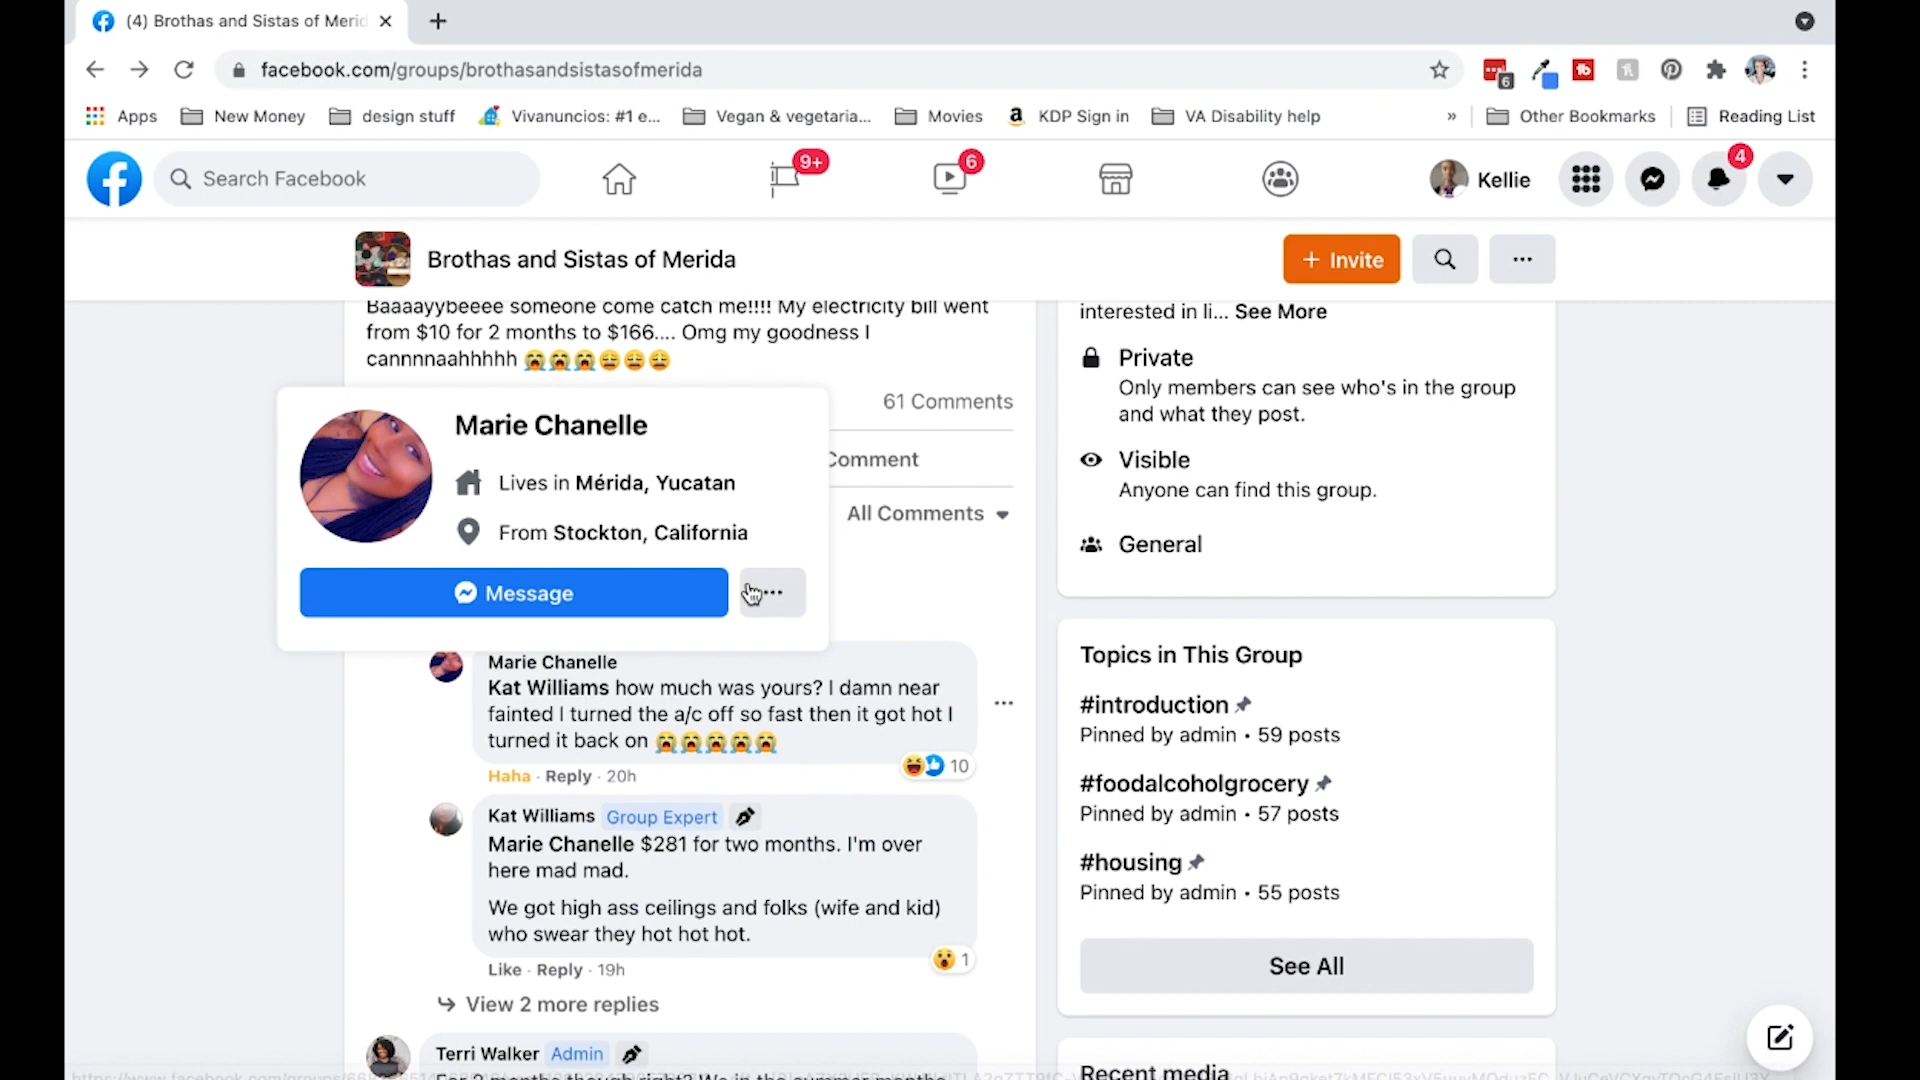 (4) Brothas and Sistas of Merid
facebook.com/groups/brothasandsistasofmerida
6
Apps
New Money
design stuff
Vivanuncios: #1 e...
Vegan & vegetaria...
Movies
KDP Sign in
VA Disability help
»
Other Bookmarks
Reading List
Search Facebook
9+
6
Kellie
4
Brothas and Sistas of Merida
+ Invite
Baaaayybeeee someone come catch me!!!! My electricity bill went
from $10 for 2 months to $166.... Omg my goodness I
cannnnaahhhhh 😭😭😭😩😩😩
61 Comments
Comment
All Comments
Marie Chanelle
Lives in Mérida, Yucatan
From Stockton, California
Message
Marie Chanelle
Kat Williams how much was yours? I damn near
fainted I turned the a/c off so fast then it got hot I
turned it back on 😭😭😭😭😭
10
Haha · Reply · 20h
Kat Williams Group Expert
Marie Chanelle $281 for two months. I'm over
here mad mad.
We got high ass ceilings and folks (wife and kid)
who swear they hot hot hot.
1
Like · Reply · 19h
View 2 more replies
Terri Walker Admin
interested in li... See More
Private
Only members can see who's in the group
and what they post.
Visible
Anyone can find this group.
General
Topics in This Group
#introduction
Pinned by admin · 59 posts
#foodalcoholgrocery
Pinned by admin · 57 posts
#housing
Pinned by admin · 55 posts
See All
Recent media